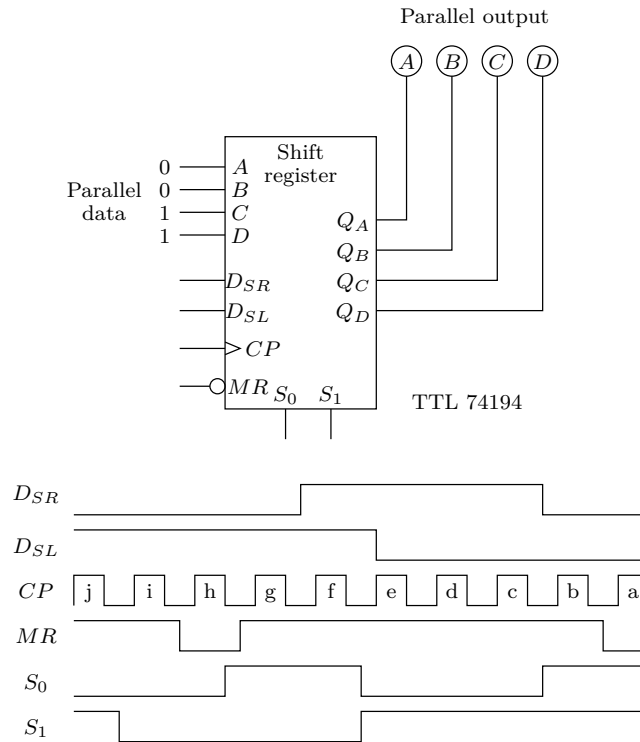 Parallel output
A B C D
Shift
register
Parallel
data
0 A
0 B
1 C
1 D
D_SR
D_SL
CP
MR
Q_A
Q_B
Q_C
Q_D
S_0 S_1
TTL 74194
D_SR
D_SL
CP j i h g f e d c b a
MR
S_0
S_1